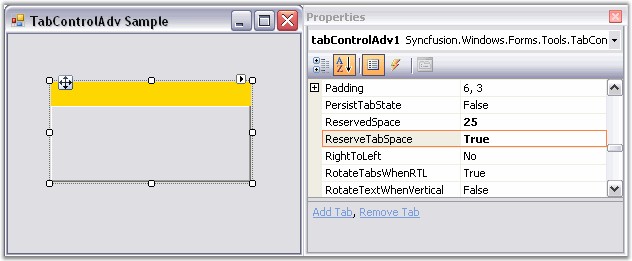 TabControlAdv Sample
Properties
tabControlAdv1 Syncfusion.Windows.Forms.Tools.TabCon
Padding 6, 3
PersistTabState False
ReservedSpace 25
ReserveTabSpace True
RightToLeft No
RotateTabsWhenRTL True
RotateTextWhenVertical False
Add Tab, Remove Tab